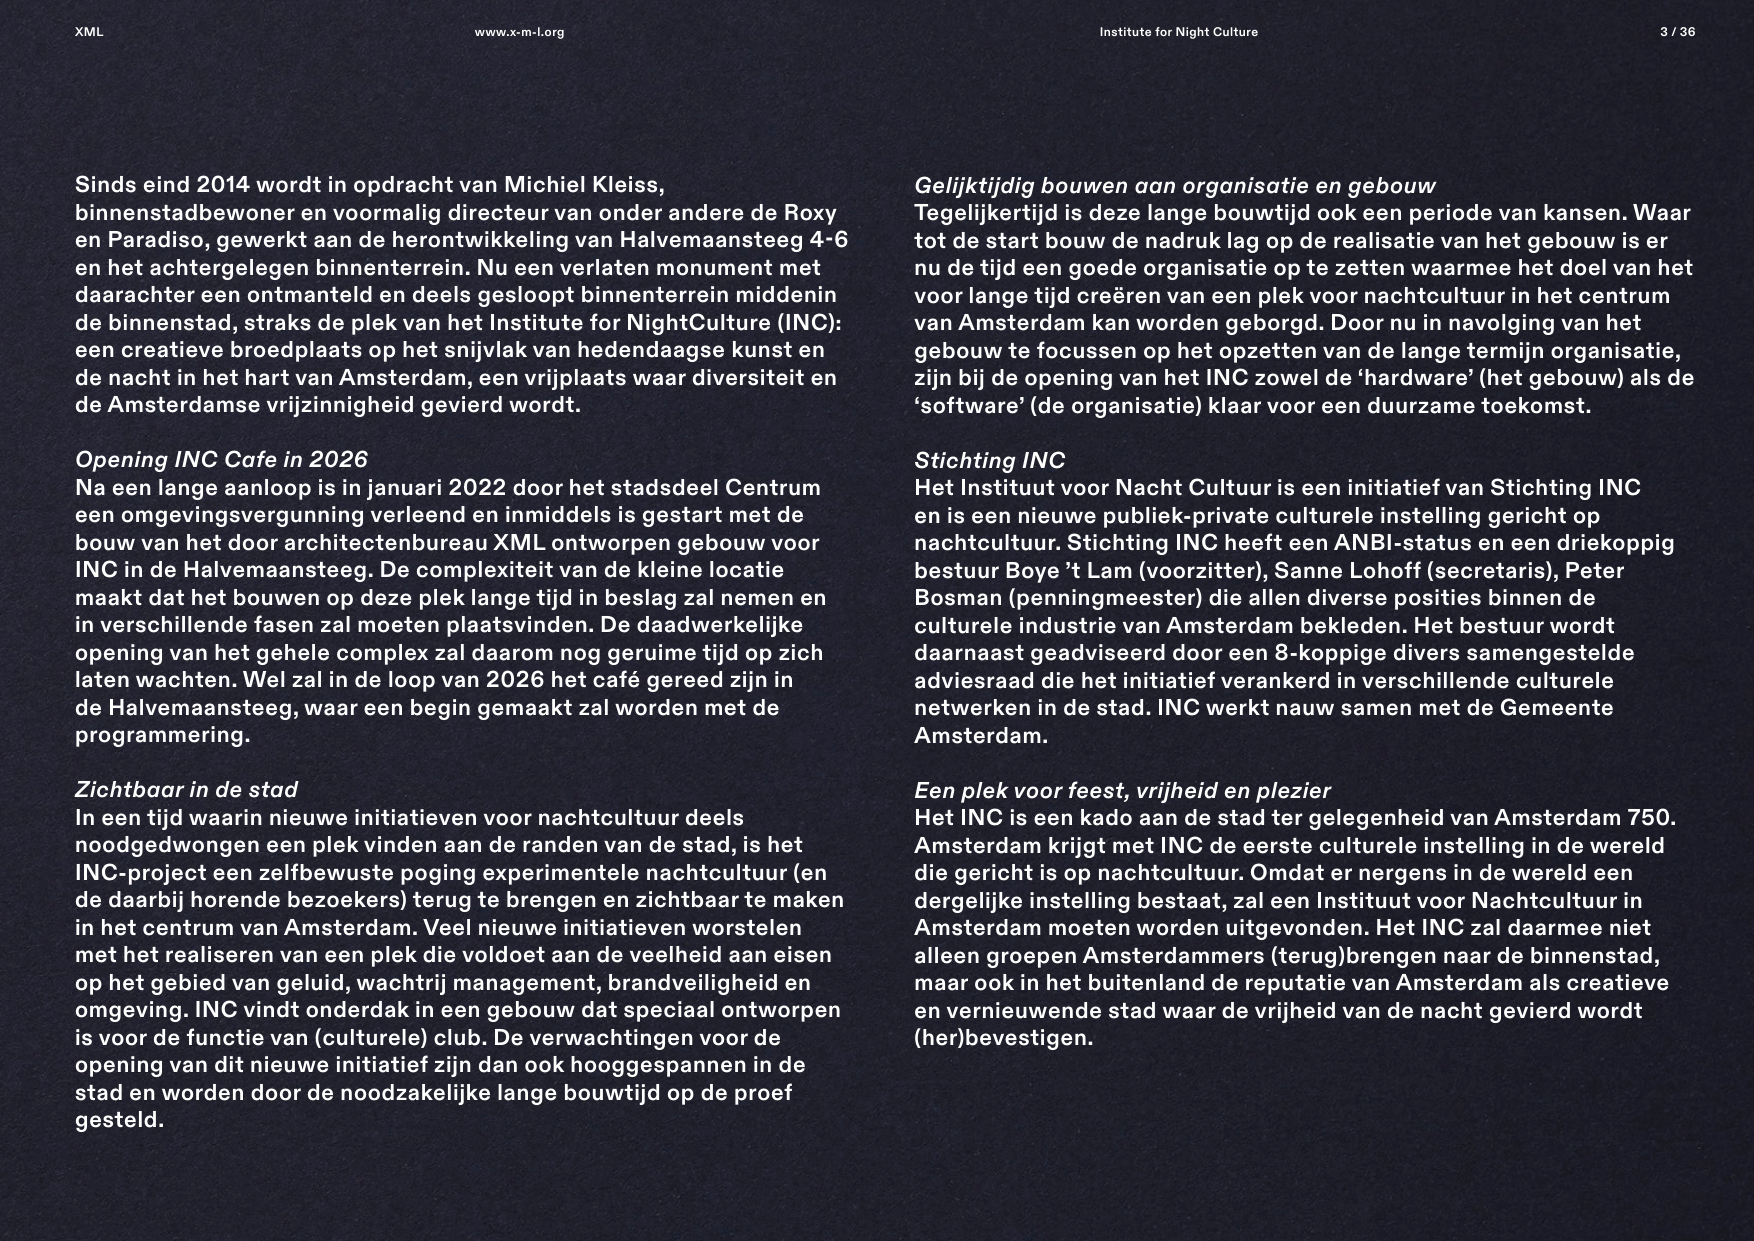 XML
www.x-m-l.org
Institute for Night Culture
3 / 36
Sinds eind 2014 wordt in opdracht van Michiel Kleiss,
binnenstadbewoner en voormalig directeur van onder andere de Roxy
en Paradiso, gewerkt aan de herontwikkeling van Halvemaansteeg 4-6
en het achtergelegen binnenterrein. Nu een verlaten monument met
daarachter een ontmanteld en deels gesloopt binnenterrein middenin
de binnenstad, straks de plek van het Institute for NightCulture (INC):
een creatieve broedplaats op het snijvlak van hedendaagse kunst en
de nacht in het hart van Amsterdam, een vrijplaats waar diversiteit en
de Amsterdamse vrijzinnigheid gevierd wordt.
Opening INC Cafe in 2026
Na een lange aanloop is in januari 2022 door het stadsdeel Centrum
een omgevingsvergunning verleend en inmiddels is gestart met de
bouw van het door architectenbureau XML ontworpen gebouw voor
INC in de Halvemaansteeg. De complexiteit van de kleine locatie
maakt dat het bouwen op deze plek lange tijd in beslag zal nemen en
in verschillende fasen zal moeten plaatsvinden. De daadwerkelijke
opening van het gehele complex zal daarom nog geruime tijd op zich
laten wachten. Wel zal in de loop van 2026 het café gereed zijn in
de Halvemaansteeg, waar een begin gemaakt zal worden met de
programmering.
Zichtbaar in de stad
In een tijd waarin nieuwe initiatieven voor nachtcultuur deels
noodgedwongen een plek vinden aan de randen van de stad, is het
INC-project een zelfbewuste poging experimentele nachtcultuur (en
de daarbij horende bezoekers) terug te brengen en zichtbaar te maken
in het centrum van Amsterdam. Veel nieuwe initiatieven worstelen
met het realiseren van een plek die voldoet aan de veelheid aan eisen
op het gebied van geluid, wachtrij management, brandveiligheid en
omgeving. INC vindt onderdak in een gebouw dat speciaal ontworpen
is voor de functie van (culturele) club. De verwachtingen voor de
opening van dit nieuwe initiatief zijn dan ook hooggespannen in de
stad en worden door de noodzakelijke lange bouwtijd op de proef
gesteld.
Gelijktijdig bouwen aan organisatie en gebouw
Tegelijkertijd is deze lange bouwtijd ook een periode van kansen. Waar
tot de start bouw de nadruk lag op de realisatie van het gebouw is er
nu de tijd een goede organisatie op te zetten waarmee het doel van het
voor lange tijd creëren van een plek voor nachtcultuur in het centrum
van Amsterdam kan worden geborgd. Door nu in navolging van het
gebouw te focussen op het opzetten van de lange termijn organisatie,
zijn bij de opening van het INC zowel de ‘hardware’ (het gebouw) als de
‘software’ (de organisatie) klaar voor een duurzame toekomst.
Stichting INC
Het Instituut voor Nacht Cultuur is een initiatief van Stichting INC
en is een nieuwe publiek-private culturele instelling gericht op
nachtcultuur. Stichting INC heeft een ANBI-status en een driekoppig
bestuur Boye ’t Lam (voorzitter), Sanne Lohoff (secretaris), Peter
Bosman (penningmeester) die allen diverse posities binnen de
culturele industrie van Amsterdam bekleden. Het bestuur wordt
daarnaast geadviseerd door een 8-koppige divers samengestelde
adviesraad die het initiatief verankerd in verschillende culturele
netwerken in de stad. INC werkt nauw samen met de Gemeente
Amsterdam.
Een plek voor feest, vrijheid en plezier
Het INC is een kado aan de stad ter gelegenheid van Amsterdam 750.
Amsterdam krijgt met INC de eerste culturele instelling in de wereld
die gericht is op nachtcultuur. Omdat er nergens in de wereld een
dergelijke instelling bestaat, zal een Instituut voor Nachtcultuur in
Amsterdam moeten worden uitgevonden. Het INC zal daarmee niet
alleen groepen Amsterdammers (terug)brengen naar de binnenstad,
maar ook in het buitenland de reputatie van Amsterdam als creatieve
en vernieuwende stad waar de vrijheid van de nacht gevierd wordt
(her)bevestigen.